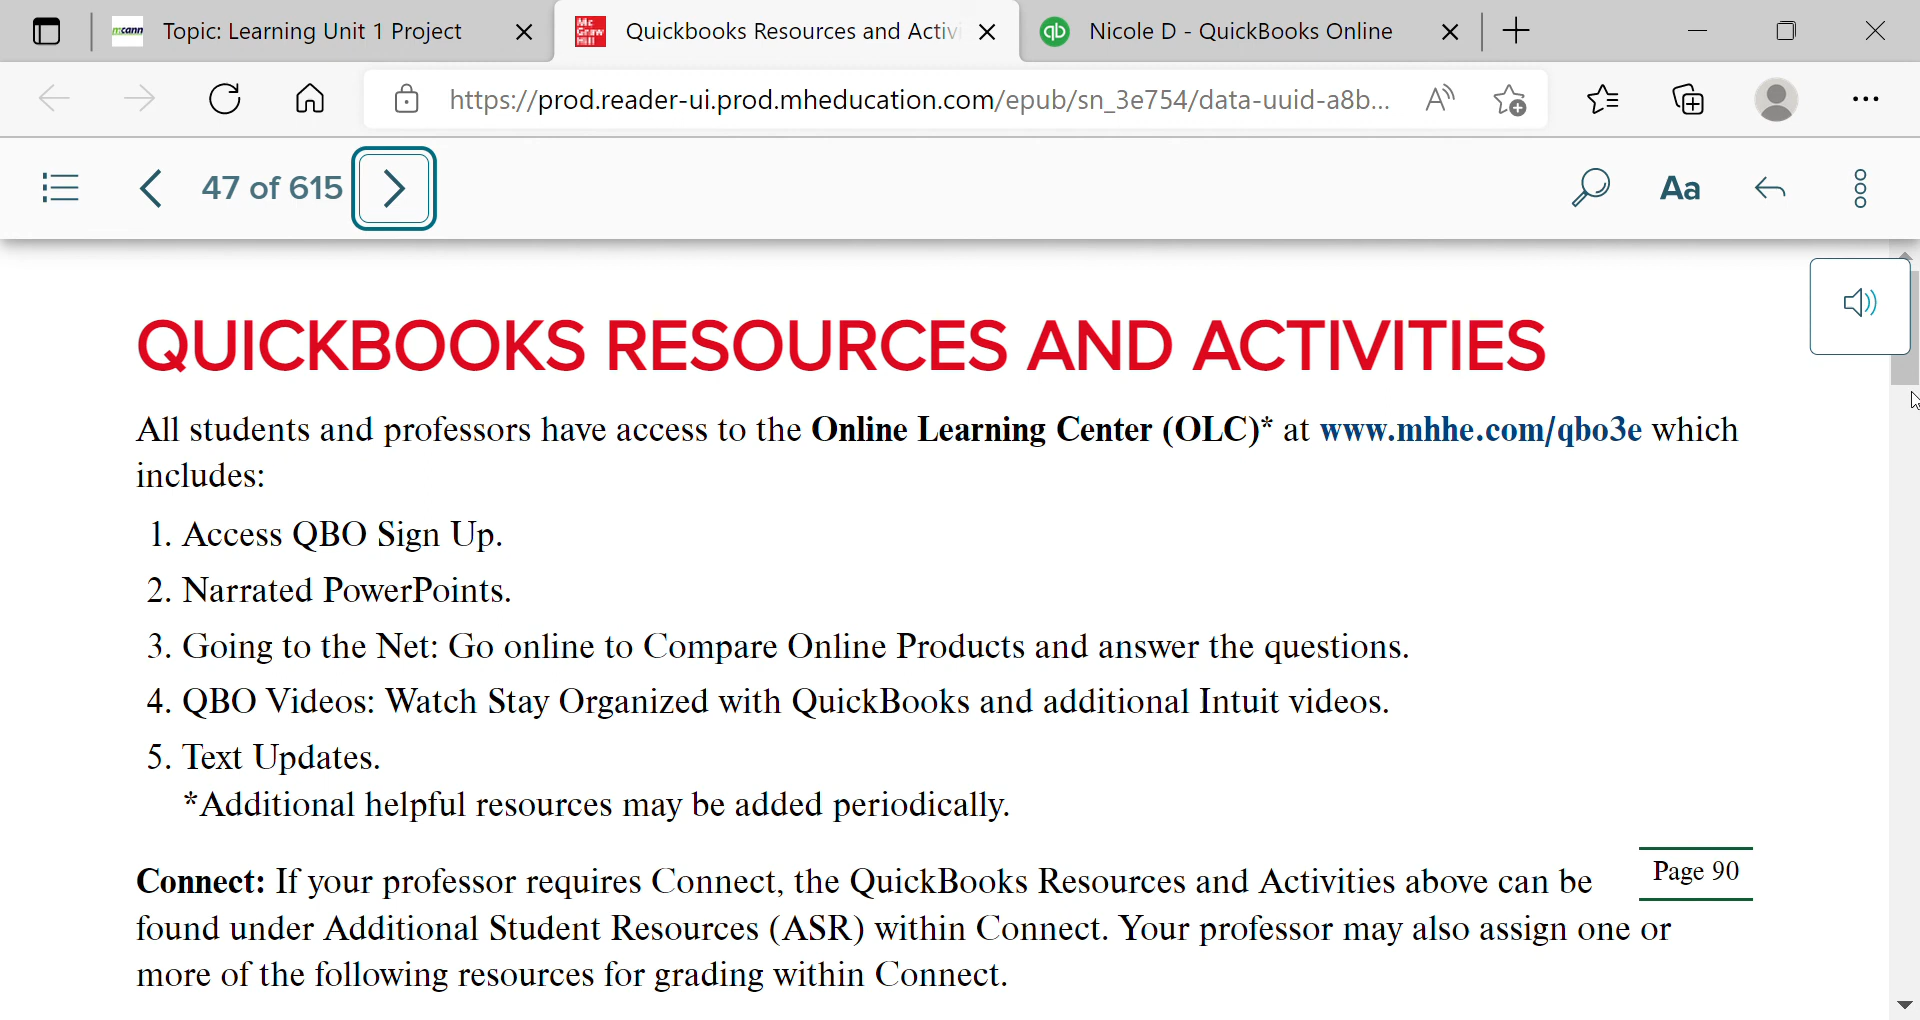 mcann Topic: Learning Unit 1 Project
Mc Graw Hill Quickbooks Resources and Activi
qb Nicole D - QuickBooks Online
https://prod.reader-ui.prod.mheducation.com/epub/sn_3e754/data-uuid-a8b...
47 of 615
Aa
QUICKBOOKS RESOURCES AND ACTIVITIES
All students and professors have access to the Online Learning Center (OLC)* at www.mhhe.com/qbo3e which
includes:
1. Access QBO Sign Up.
2. Narrated PowerPoints.
3. Going to the Net: Go online to Compare Online Products and answer the questions.
4. QBO Videos: Watch Stay Organized with QuickBooks and additional Intuit videos.
5. Text Updates.
*Additional helpful resources may be added periodically.
Page 90
Connect: If your professor requires Connect, the QuickBooks Resources and Activities above can be
found under Additional Student Resources (ASR) within Connect. Your professor may also assign one or
more of the following resources for grading within Connect.